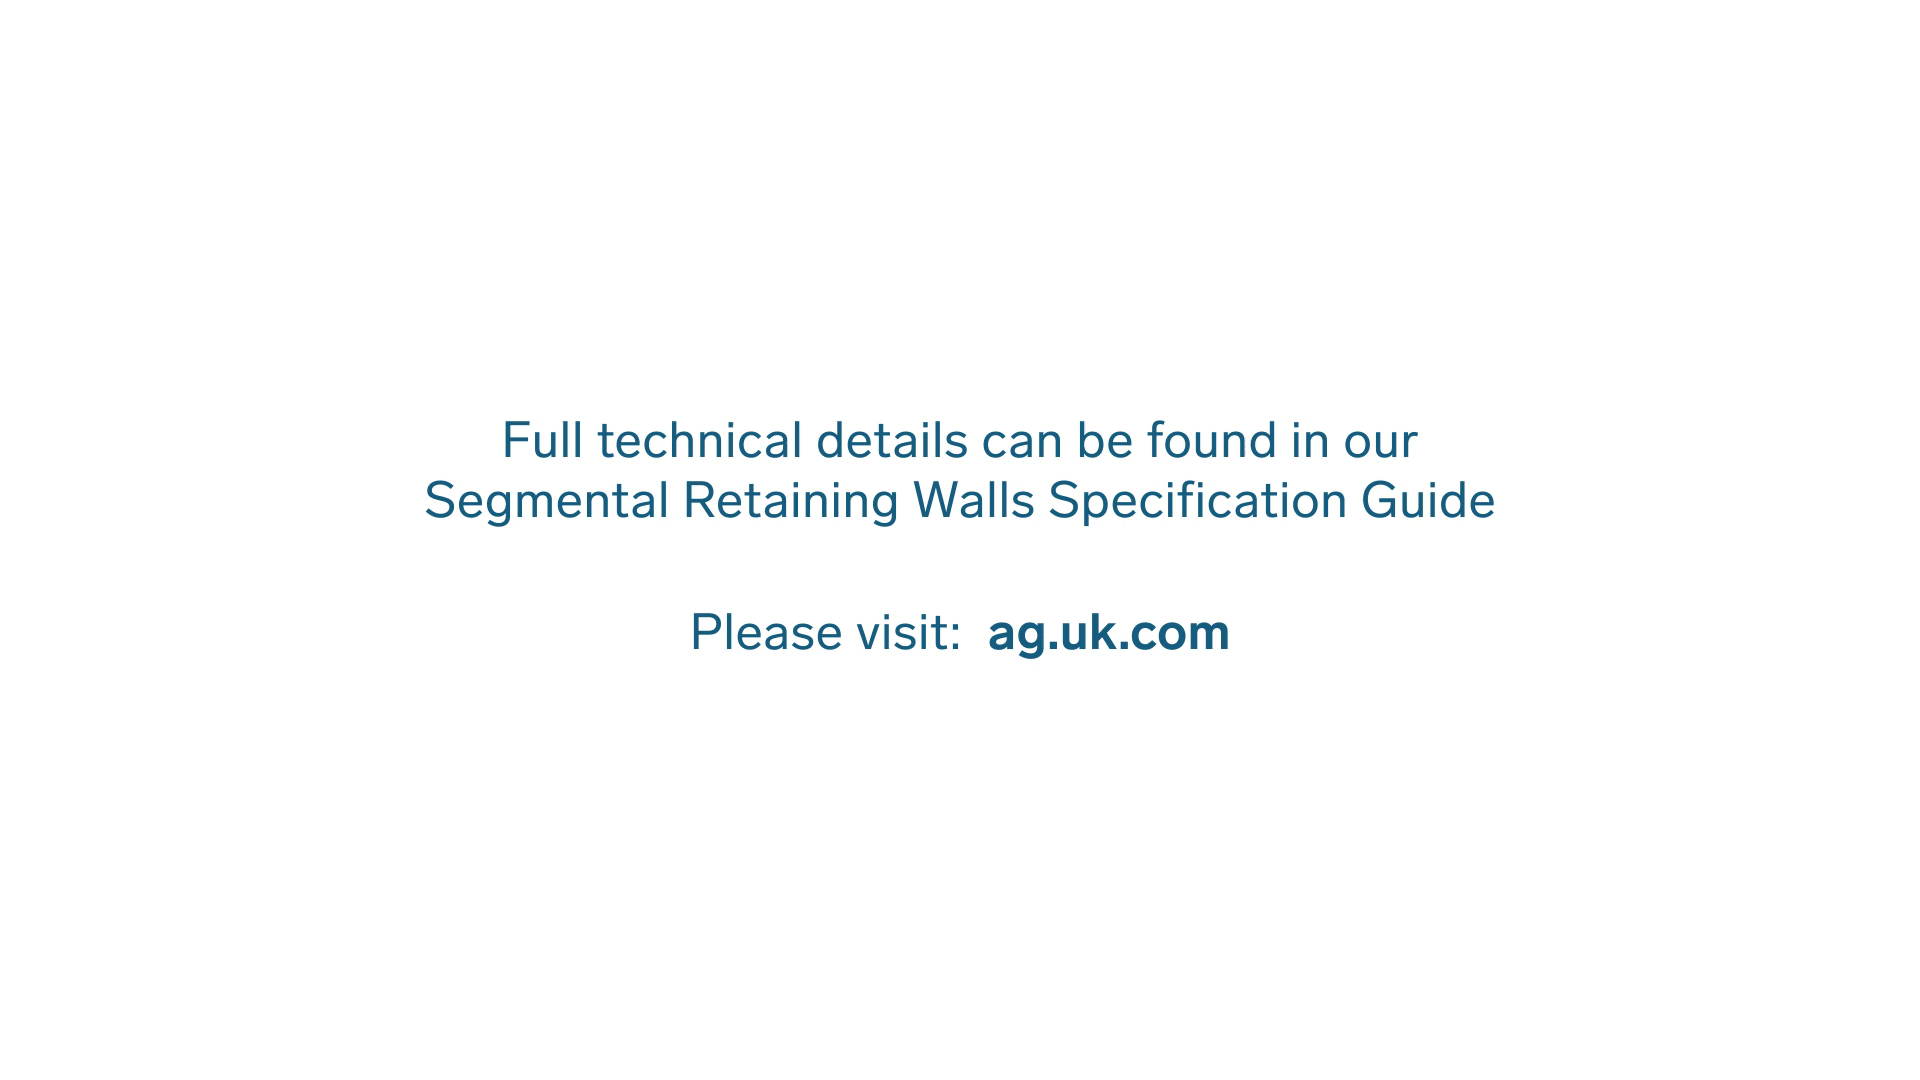 Full technical details can be found in our
Segmental Retaining Walls Specification Guide
Please visit: ag.uk.com